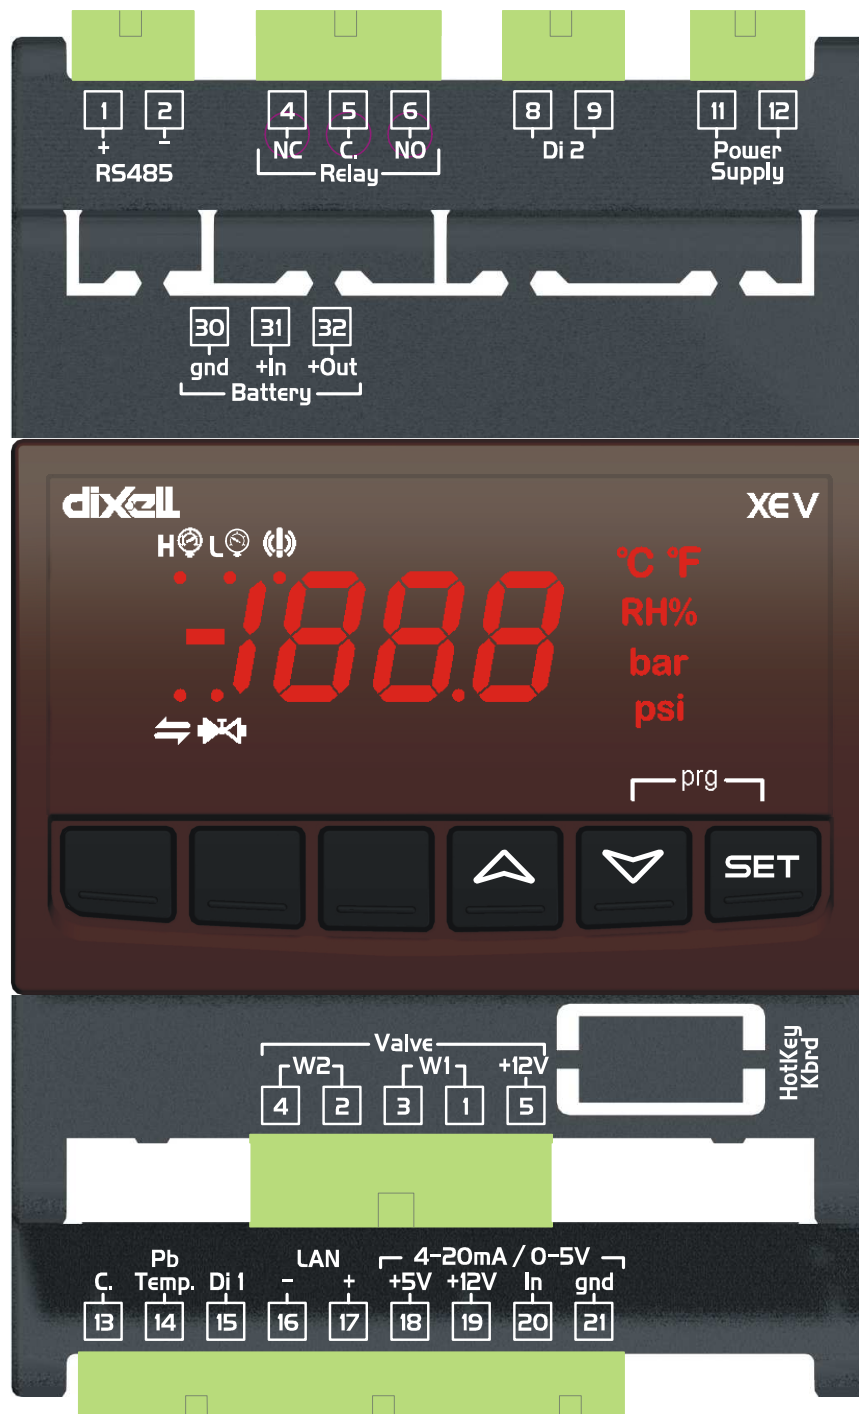 1 2 4 5 6 8 9 11 12
+ - NC C. NO Di 2 Power
RS485 Relay Supply
30 31 32
gnd +In +Out
Battery
dixell XEV
H L
°C °F
-188.8 RH%
bar
psi
prg
SET
Valve
W2 W1 +12V
4 2 3 1 5
HotKey
Kbrd
Pb LAN 4-20mA / 0-5V
C. Temp. Di 1 - + +5V +12V In gnd
13 14 15 16 17 18 19 20 21